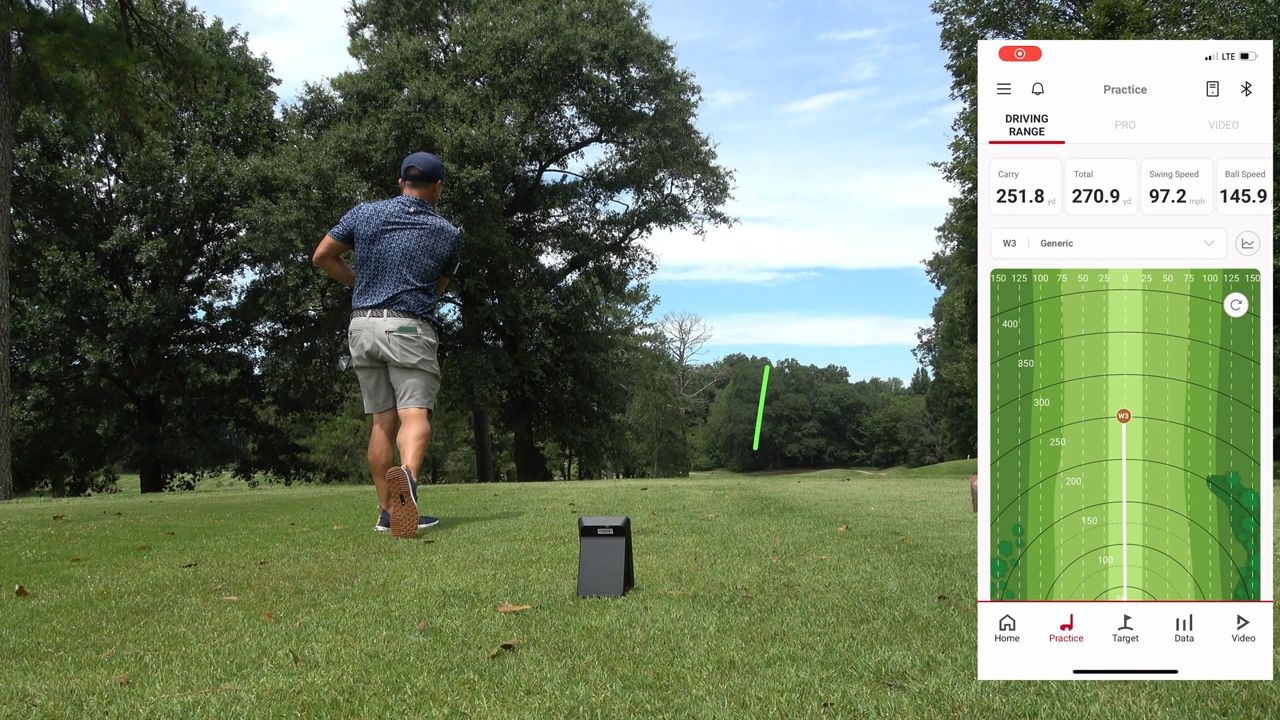 LTE
Practice
DRIVING RANGE
PRO
VIDEO
Carry
Total
Swing Speed
Ball Speed
251.8 yd
270.9 yd
97.2 mph
145.9
W3 Generic
150 125 100 75 50 25 0 25 50 75 100 125 150
400
350
300
W3
250
200
150
100
Home
Practice
Target
Data
Video